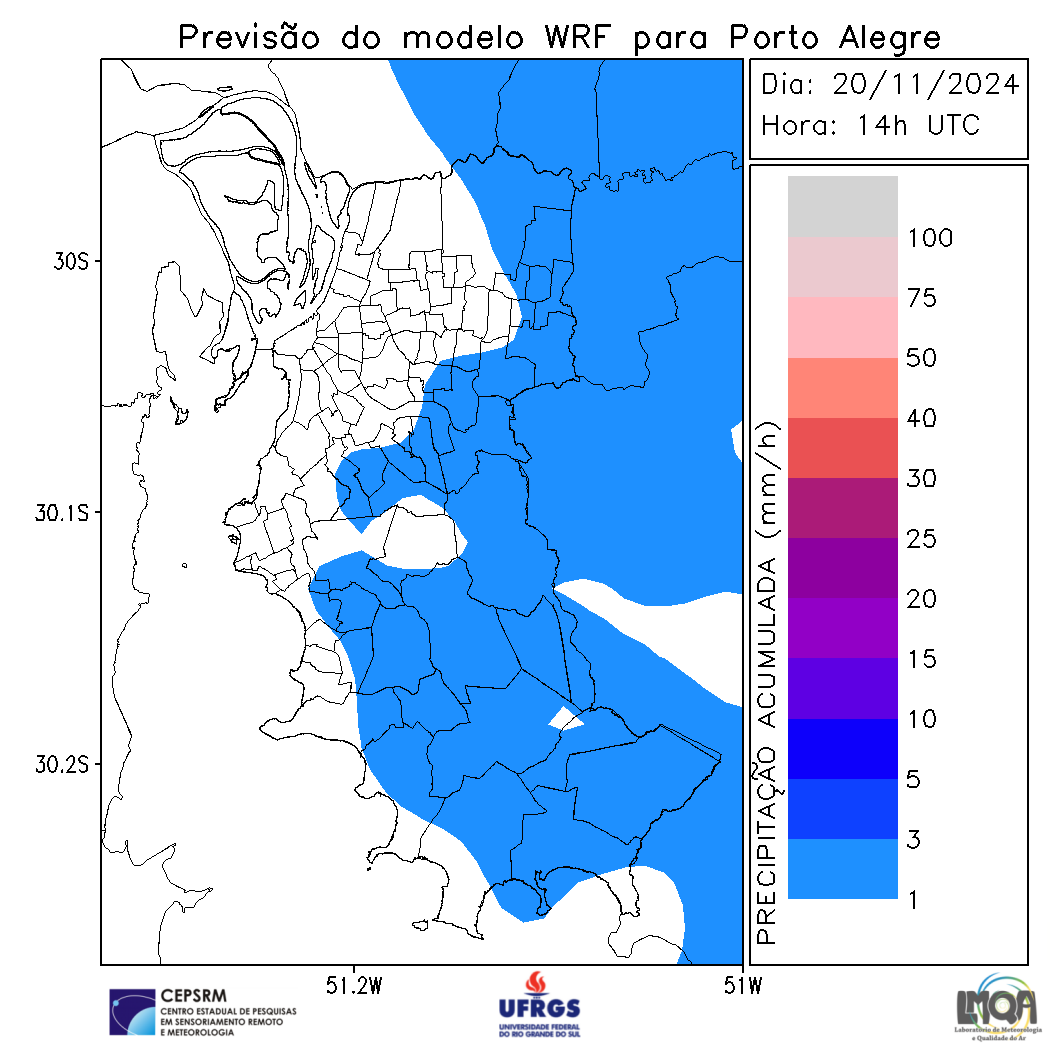 Previsão do modelo WRF para Porto Alegre
Dia: 20/11/2024
Hora: 14h UTC
30S
30.1S
30.2S
51.2W
51W
PRECIPITAÇÃO ACUMULADA (mm/h)
100
75
50
40
30
25
20
15
10
5
3
1
CEPSRM
CENTRO ESTADUAL DE PESQUISAS
EM SENSORIAMENTO REMOTO
E METEOROLOGIA
UFRGS
UNIVERSIDADE FEDERAL
DO RIO GRANDE DO SUL
LMQA
Laboratório de Meteorologia
e Qualidade do Ar